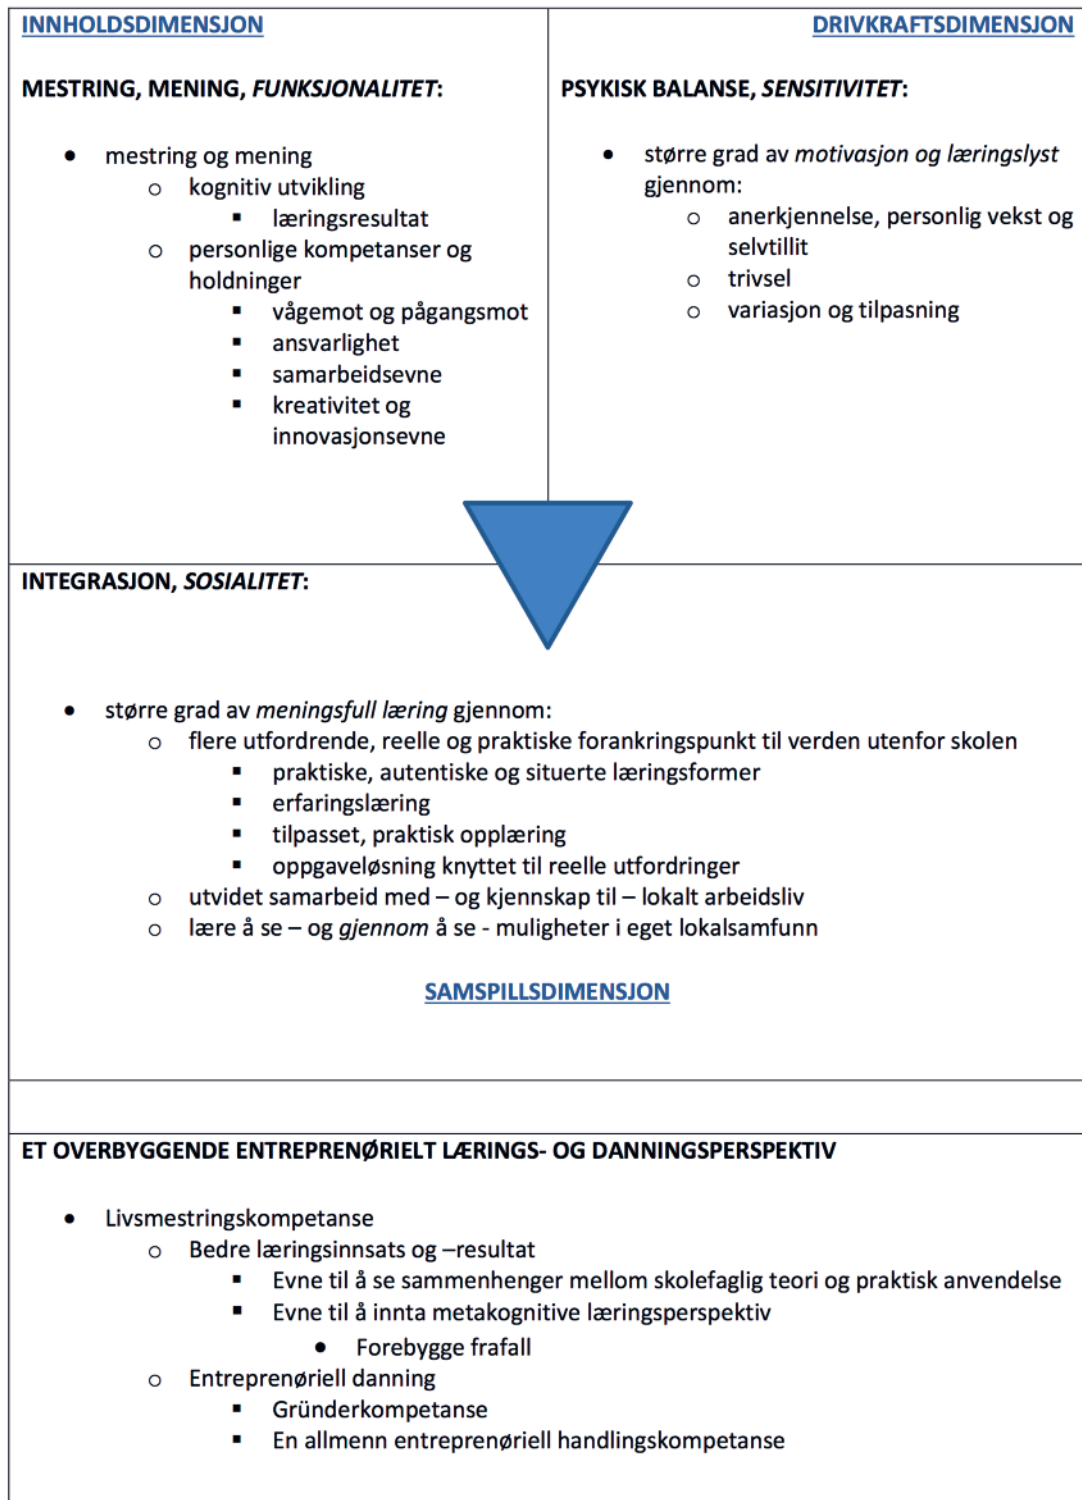 INNHOLDSDIMENSJON
MESTRING, MENING, FUNKSJONALITET:
● mestring og mening
o kognitiv utvikling
▪ læringsresultat
o personlige kompetanser og
holdninger
▪ vågemot og pågangsmot
▪ ansvarlighet
▪ samarbeidsevne
▪ kreativitet og
innovasjonsevne
DRIVKRAFTSDIMENSJON
PSYKISK BALANSE, SENSITIVITET:
● større grad av motivasjon og læringslyst
gjennom:
o anerkjennelse, personlig vekst og
selvtillit
o trivsel
o variasjon og tilpasning
INTEGRASJON, SOSIALITET:
● større grad av meningsfull læring gjennom:
o flere utfordrende, reelle og praktiske forankringspunkt til verden utenfor skolen
▪ praktiske, autentiske og situerte læringsformer
▪ erfaringslæring
▪ tilpasset, praktisk opplæring
▪ oppgaveløsning knyttet til reelle utfordringer
o utvidet samarbeid med – og kjennskap til – lokalt arbeidsliv
o lære å se – og gjennom å se - muligheter i eget lokalsamfunn
SAMSPILLSDIMENSJON
ET OVERBYGGENDE ENTREPRENØRIELT LÆRINGS- OG DANNINGSPERSPEKTIV
● Livsmestringskompetanse
o Bedre læringsinnsats og –resultat
▪ Evne til å se sammenhenger mellom skolefaglig teori og praktisk anvendelse
▪ Evne til å innta metakognitive læringsperspektiv
● Forebygge frafall
o Entreprenøriell danning
▪ Gründerkompetanse
▪ En allmenn entreprenøriell handlingskompetanse